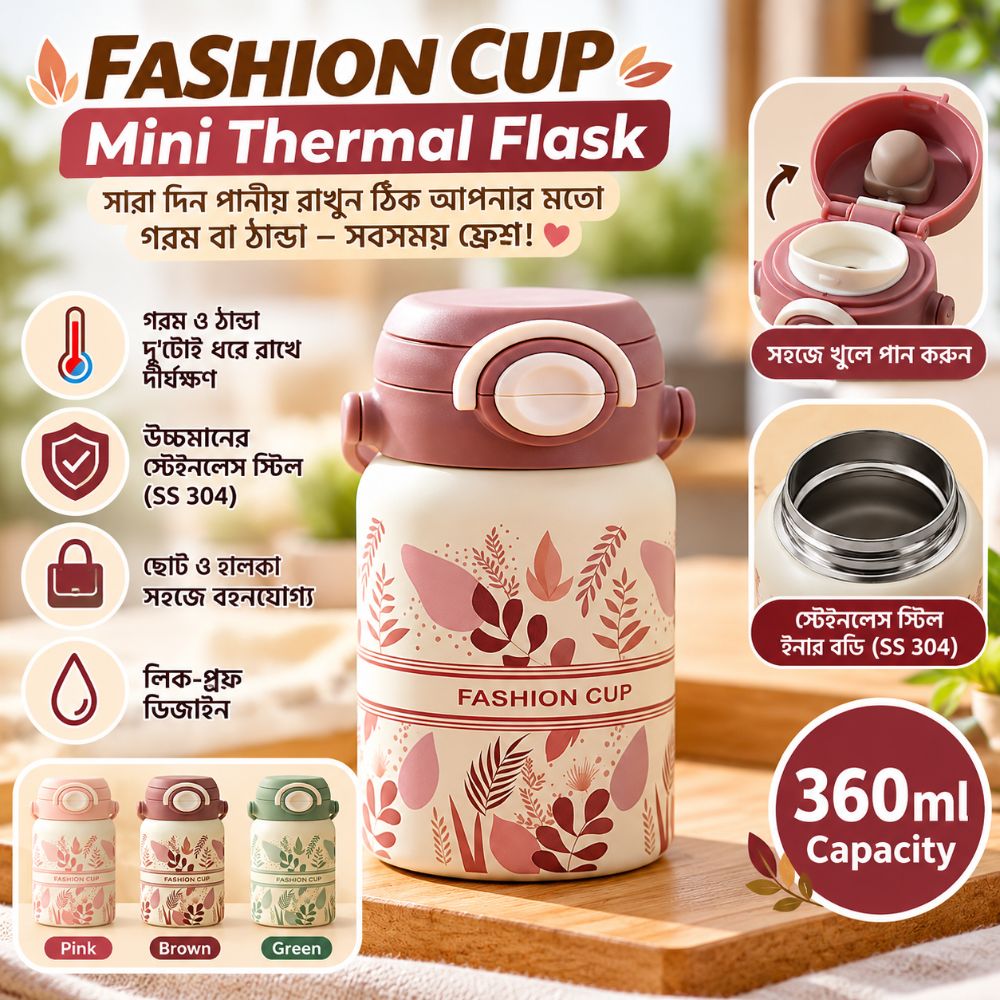 FASHION CUP
Mini Thermal Flask
সারা দিন পানীয় রাখুন ঠিক আপনার মতো
গরম বা ঠান্ডা – সবসময় ফ্রেশ!
গরম ও ঠান্ডা
দু'টোই ধরে রাখে
দীর্ঘক্ষণ
উচ্চমানের
স্টেইনলেস স্টিল
(SS 304)
ছোট ও হালকা
সহজে বহনযোগ্য
লিক-প্রুফ
ডিজাইন
সহজে খুলে পান করুন
স্টেইনলেস স্টিল
ইনার বডি (SS 304)
FASHION CUP
360ml
Capacity
FASHION CUP
FASHION CUP
FASHION CUP
Pink
Brown
Green